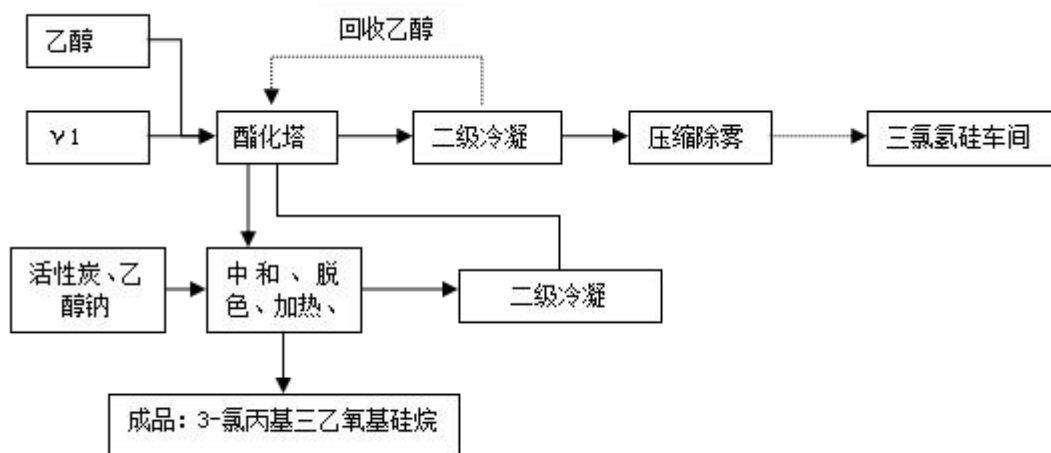 回收乙醇
乙醇
γ1
酯化塔
二级冷凝
压缩除雾
三氯氢硅车间
活性炭、乙
醇钠
中和、脱
色、加热、
二级冷凝
成品：3-氯丙基三乙氧基硅烷